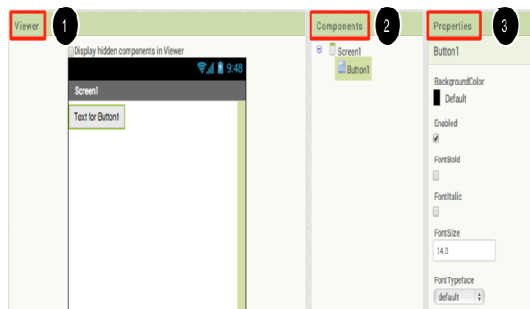 Viewer 1
Display hidden components in Viewer
9:48
Screen1
Text for Button1
Components 2
Screen1
Button1
Properties 3
Button1
BackgroundColor
Default
Enabled
FontBold
FontItalic
FontSize
14.0
FontTypeface
default